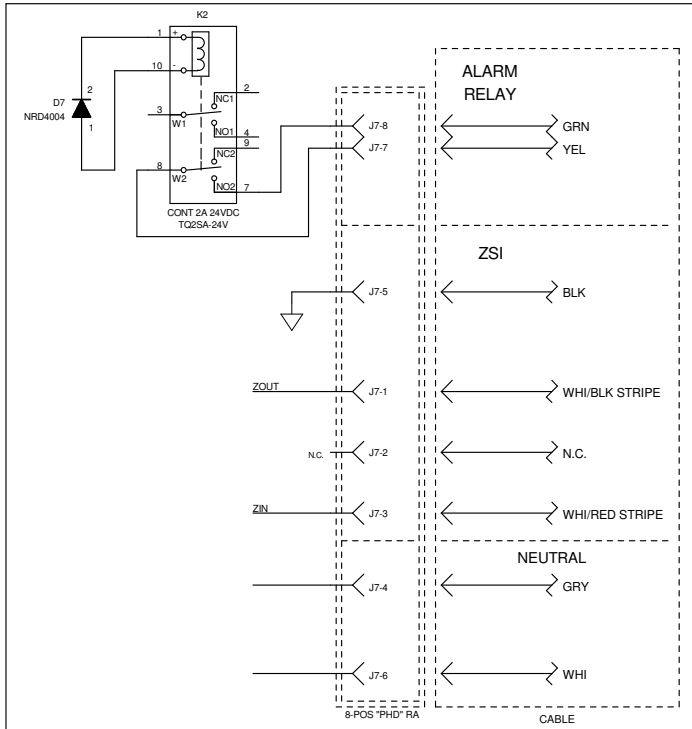 K2
1
+
10
-
D7
NRD4004
2
1
2
NC1
3
W1
NO1
4
NC2
9
8
W2
NO2
7
CONT 2A 24VDC
TQ2SA-24V
ALARM
RELAY
J7-8
GRN
J7-7
YEL
ZSI
J7-5
BLK
ZOUT
J7-1
WHI/BLK STRIPE
N.C.
J7-2
N.C.
ZIN
J7-3
WHI/RED STRIPE
NEUTRAL
J7-4
GRY
J7-6
WHI
8-POS "PHD" RA
CABLE